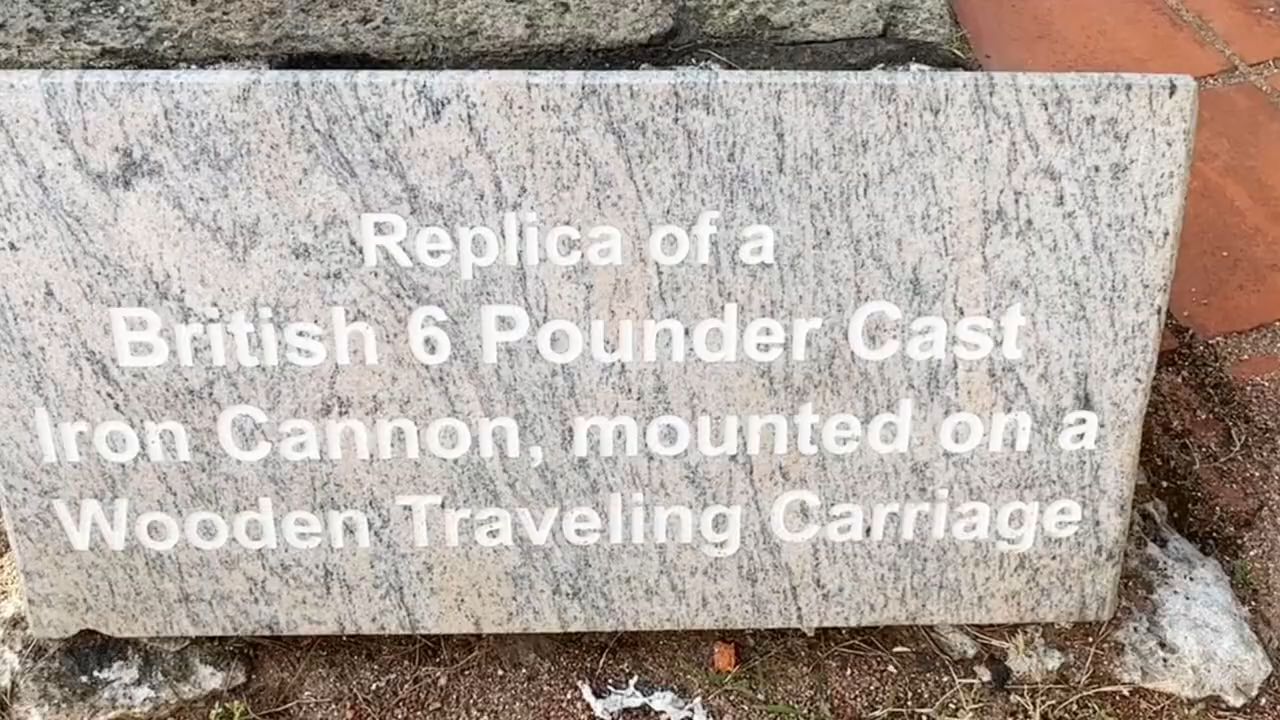 Replica of a
British 6 Pounder Cast
Iron Cannon, mounted on a
Wooden Traveling Carriage